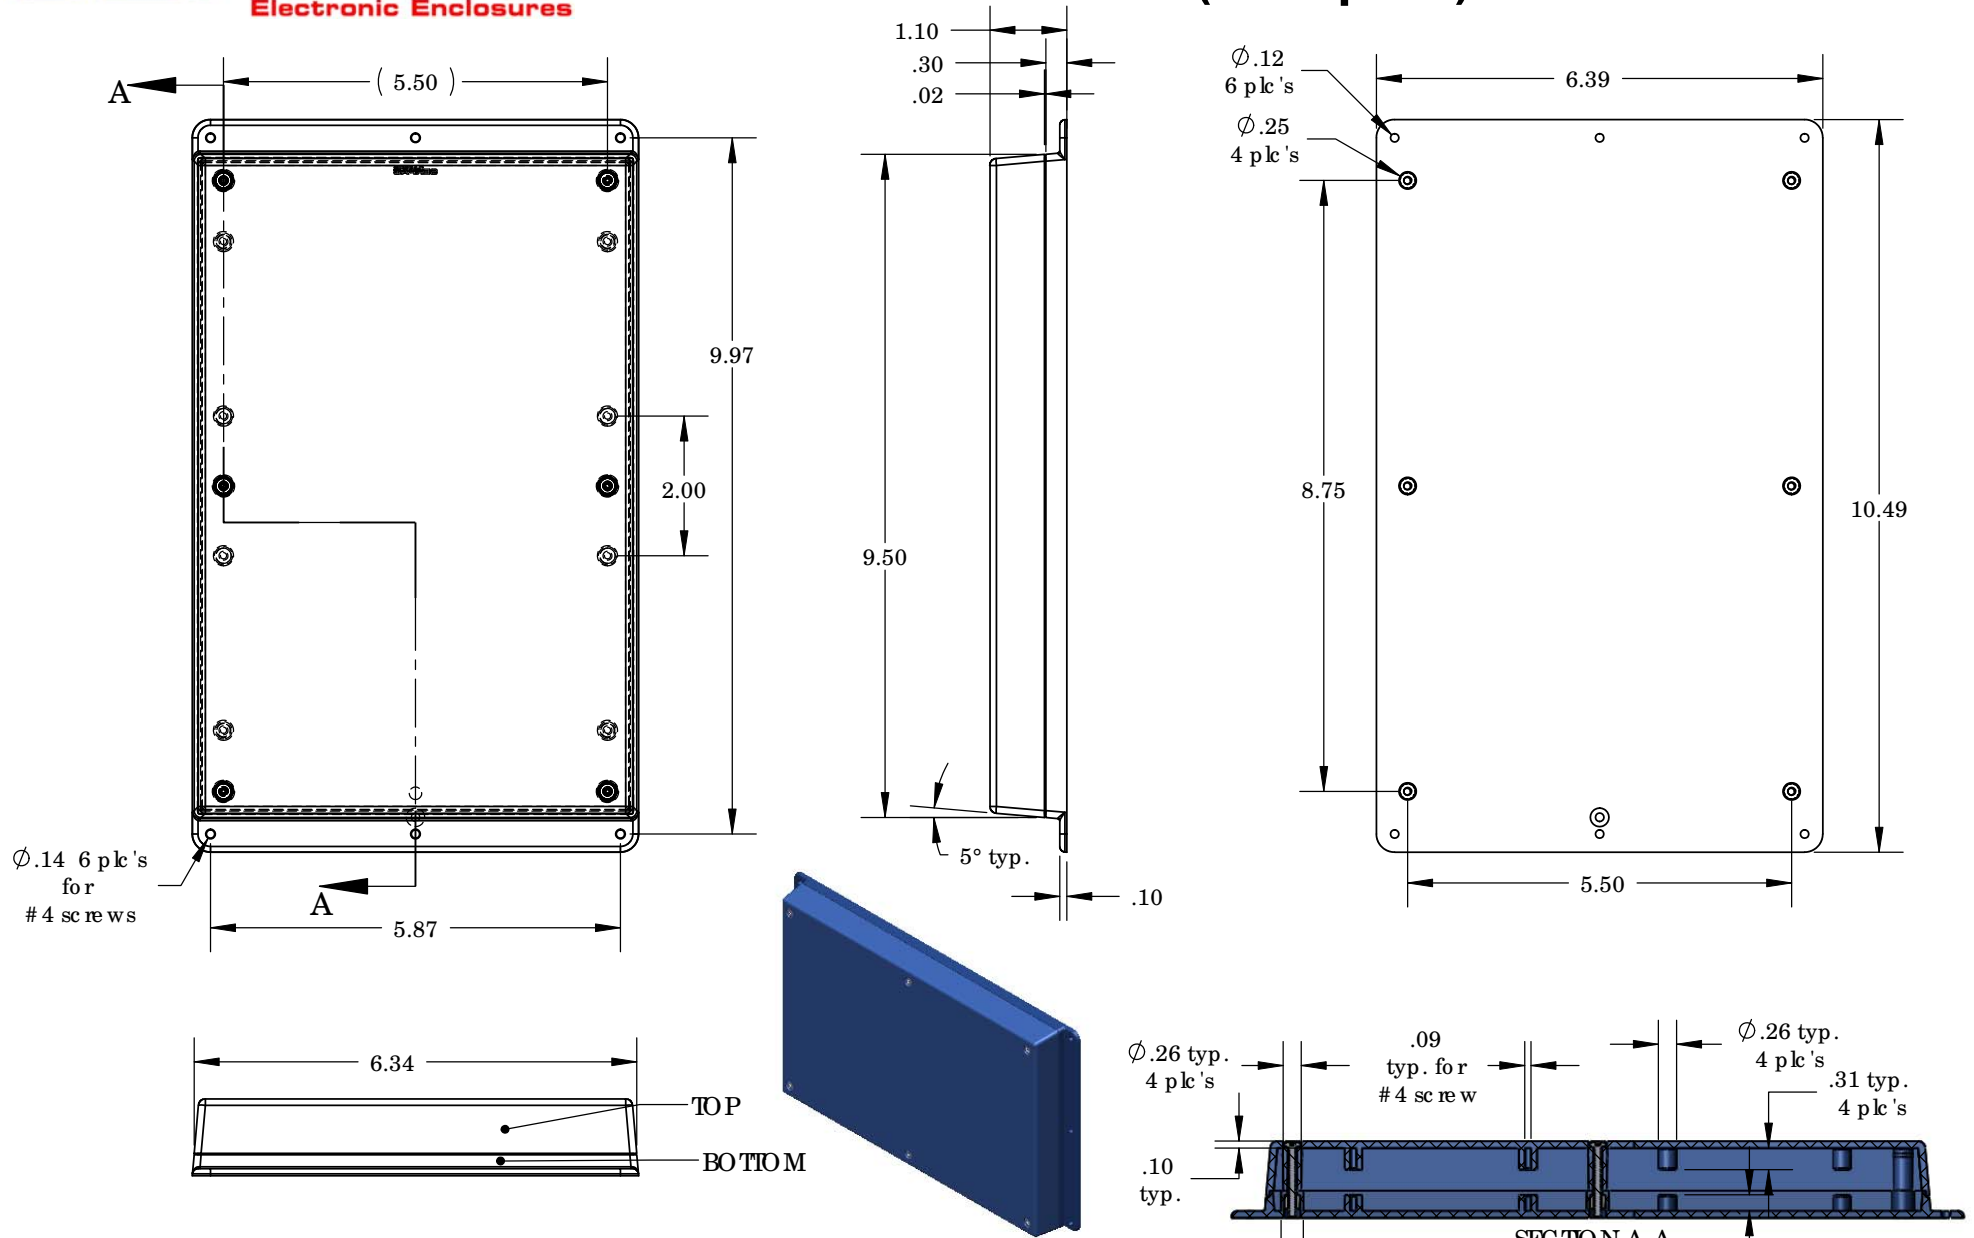 Electronic Enclosures
1.10
.30
.02
A
( 5.50 )
Ø.12
6 plc's
6.39
Ø.25
4 plc's
9.97
2.00
9.50
8.75
10.49
5° typ.
.10
5.50
Ø.14 6 plc's
for
#4 screws
A
5.87
6.34
TOP
BOTTOM
Ø.26 typ.
4 plc's
.09
typ. for
#4 screw
Ø.26 typ.
4 plc's
.31 typ.
4 plc's
.10
typ.
SECTION A-A